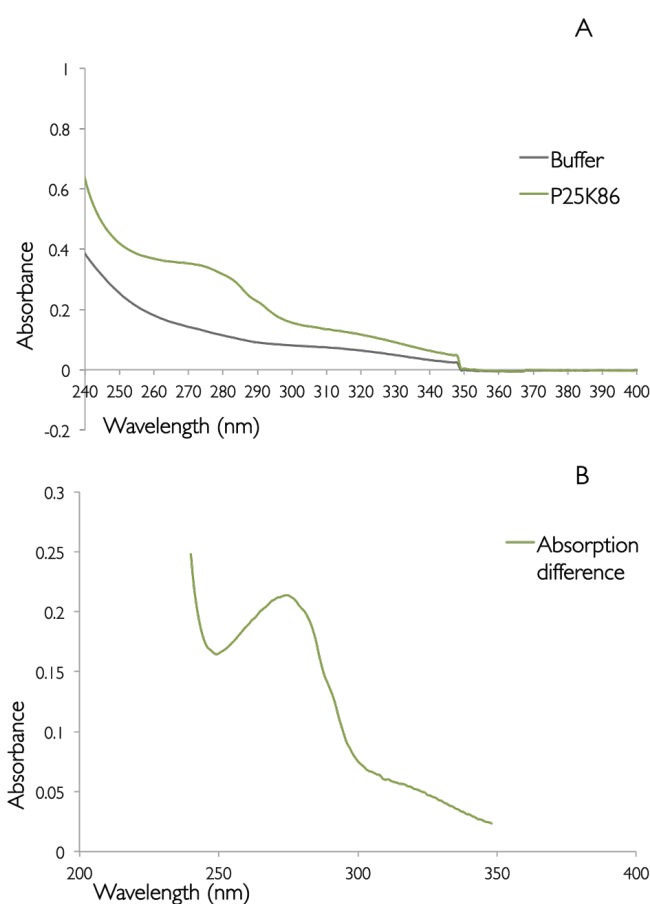 A
1
0.8
0.6
0.4
0.2
0
-0.2
Absorbance
Buffer
P25K86
240 250 260 270 280 290 300 310 320 330 340 350 360 370 380 390 400
Wavelength (nm)
B
0.3
0.25
0.2
0.15
0.1
0.05
0
Absorbance
Absorption
difference
200 250 300 350 400
Wavelength (nm)